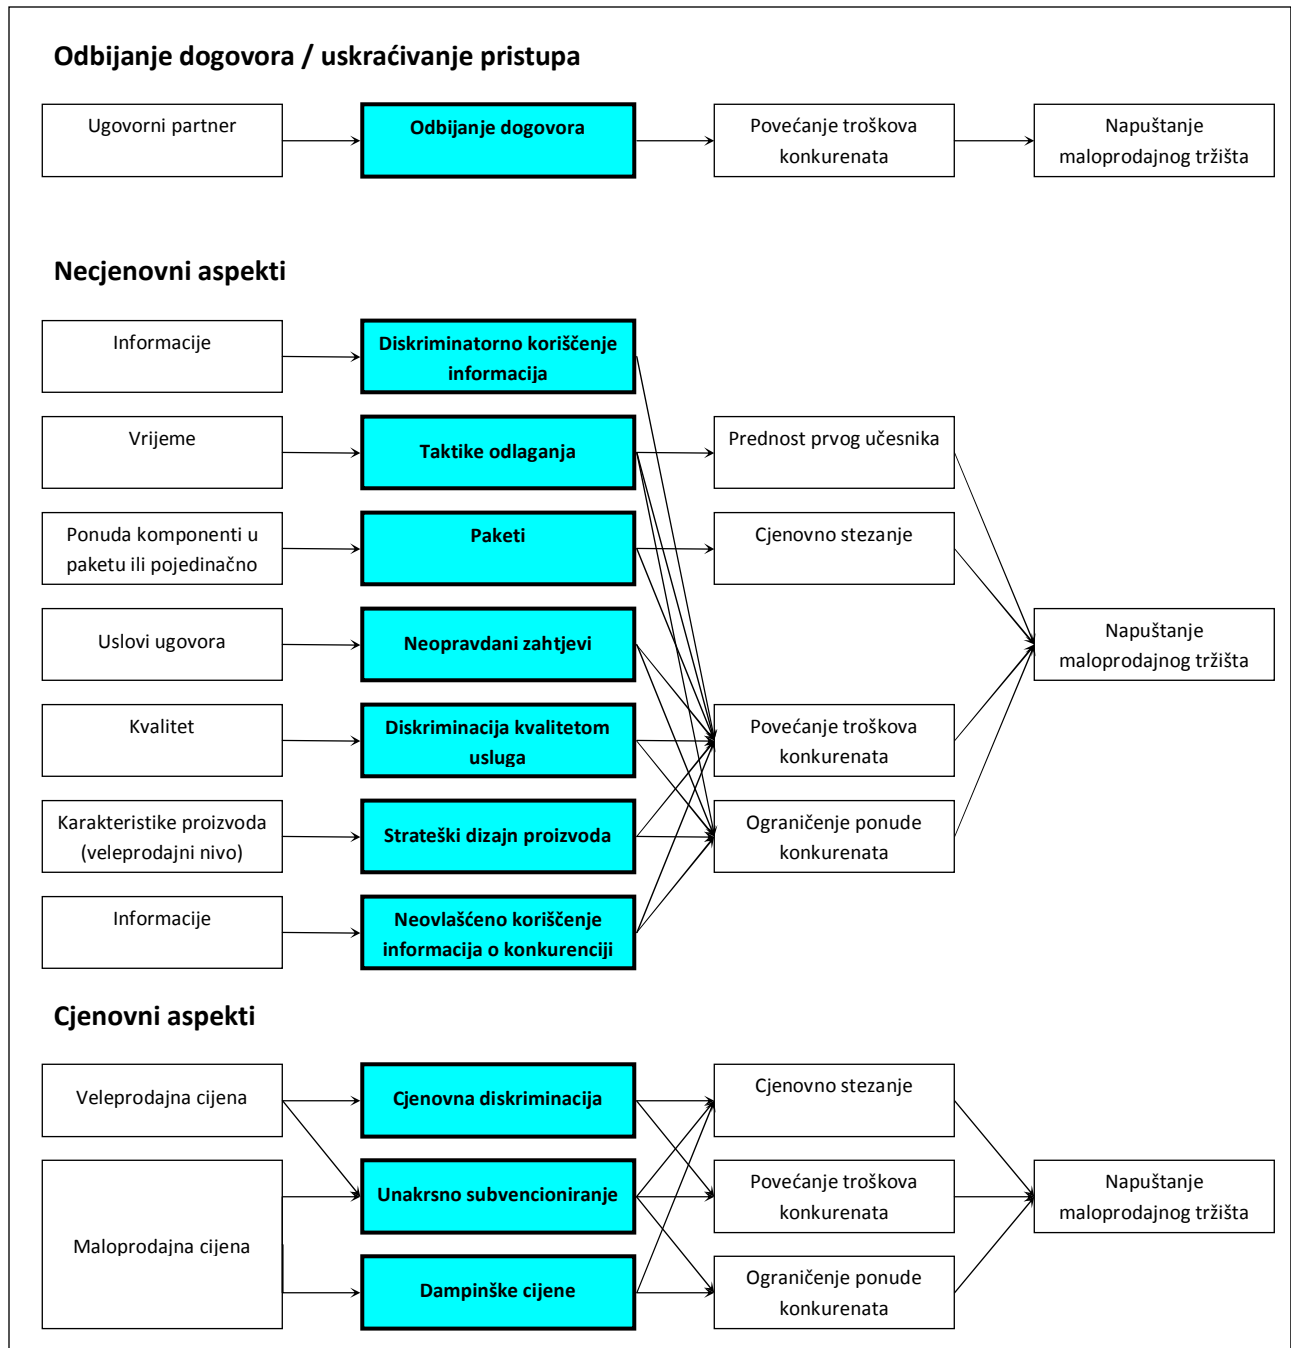 Odbijanje dogovora / uskraćivanje pristupa
Ugovorni partner
Odbijanje dogovora
Povećanje troškova
konkurenata
Napuštanje
maloprodajnog tržišta
Necjenovni aspekti
Informacije
Diskriminatorno koriščenje
informacija
Vrijeme
Taktike odlaganja
Prednost prvog učesnika
Ponuda komponenti u
paketu ili pojedinačno
Paketi
Cjenovno stezanje
Uslovi ugovora
Neopravdani zahtjevi
Napuštanje
maloprodajnog tržišta
Kvalitet
Diskriminacija kvalitetom
usluga
Povećanje troškova
konkurenata
Karakteristike proizvoda
(veleprodajni nivo)
Strateški dizajn proizvoda
Ograničenje ponude
konkurenata
Informacije
Neovlašćeno koriščenje
informacija o konkurenciji
Cjenovni aspekti
Veleprodajna cijena
Cjenovna diskriminacija
Cjenovno stezanje
Maloprodajna cijena
Unakrsno subvencioniranje
Povećanje troškova
konkurenata
Napuštanje
maloprodajnog tržišta
Dampinške cijene
Ograničenje ponude
konkurenata